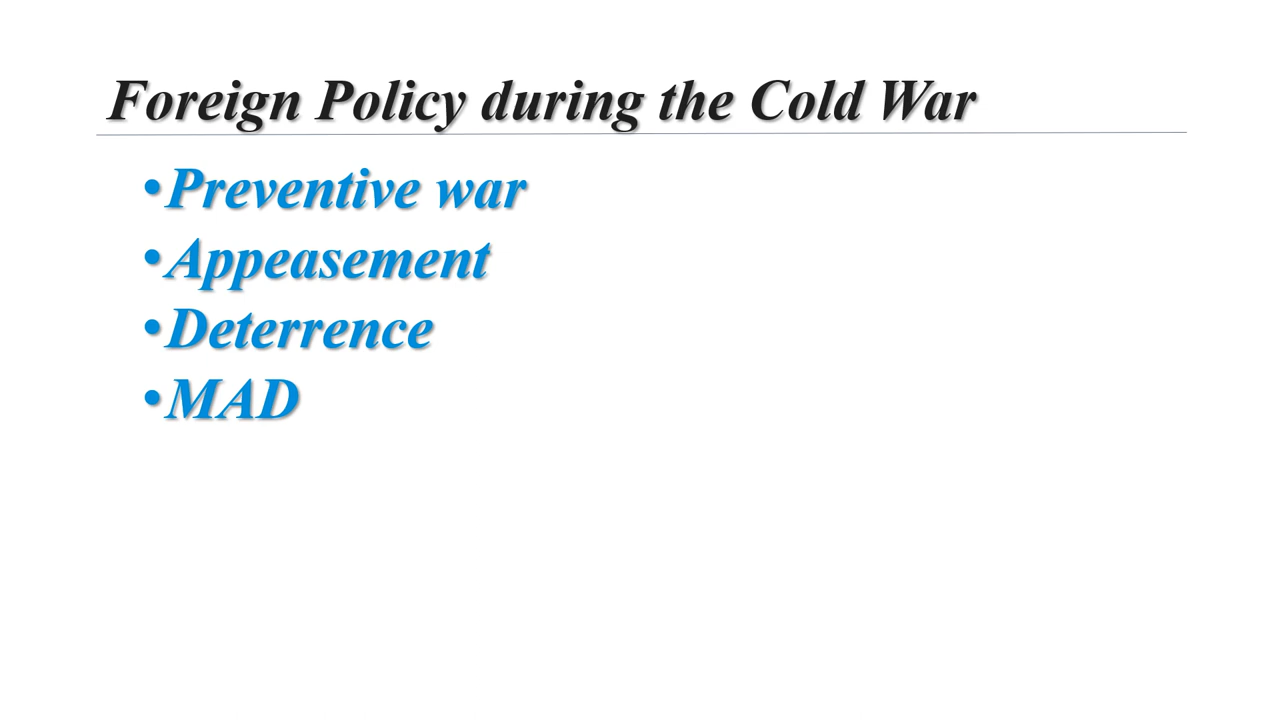 Foreign Policy during the Cold War
•Preventive war
•Appeasement
•Deterrence
•MAD